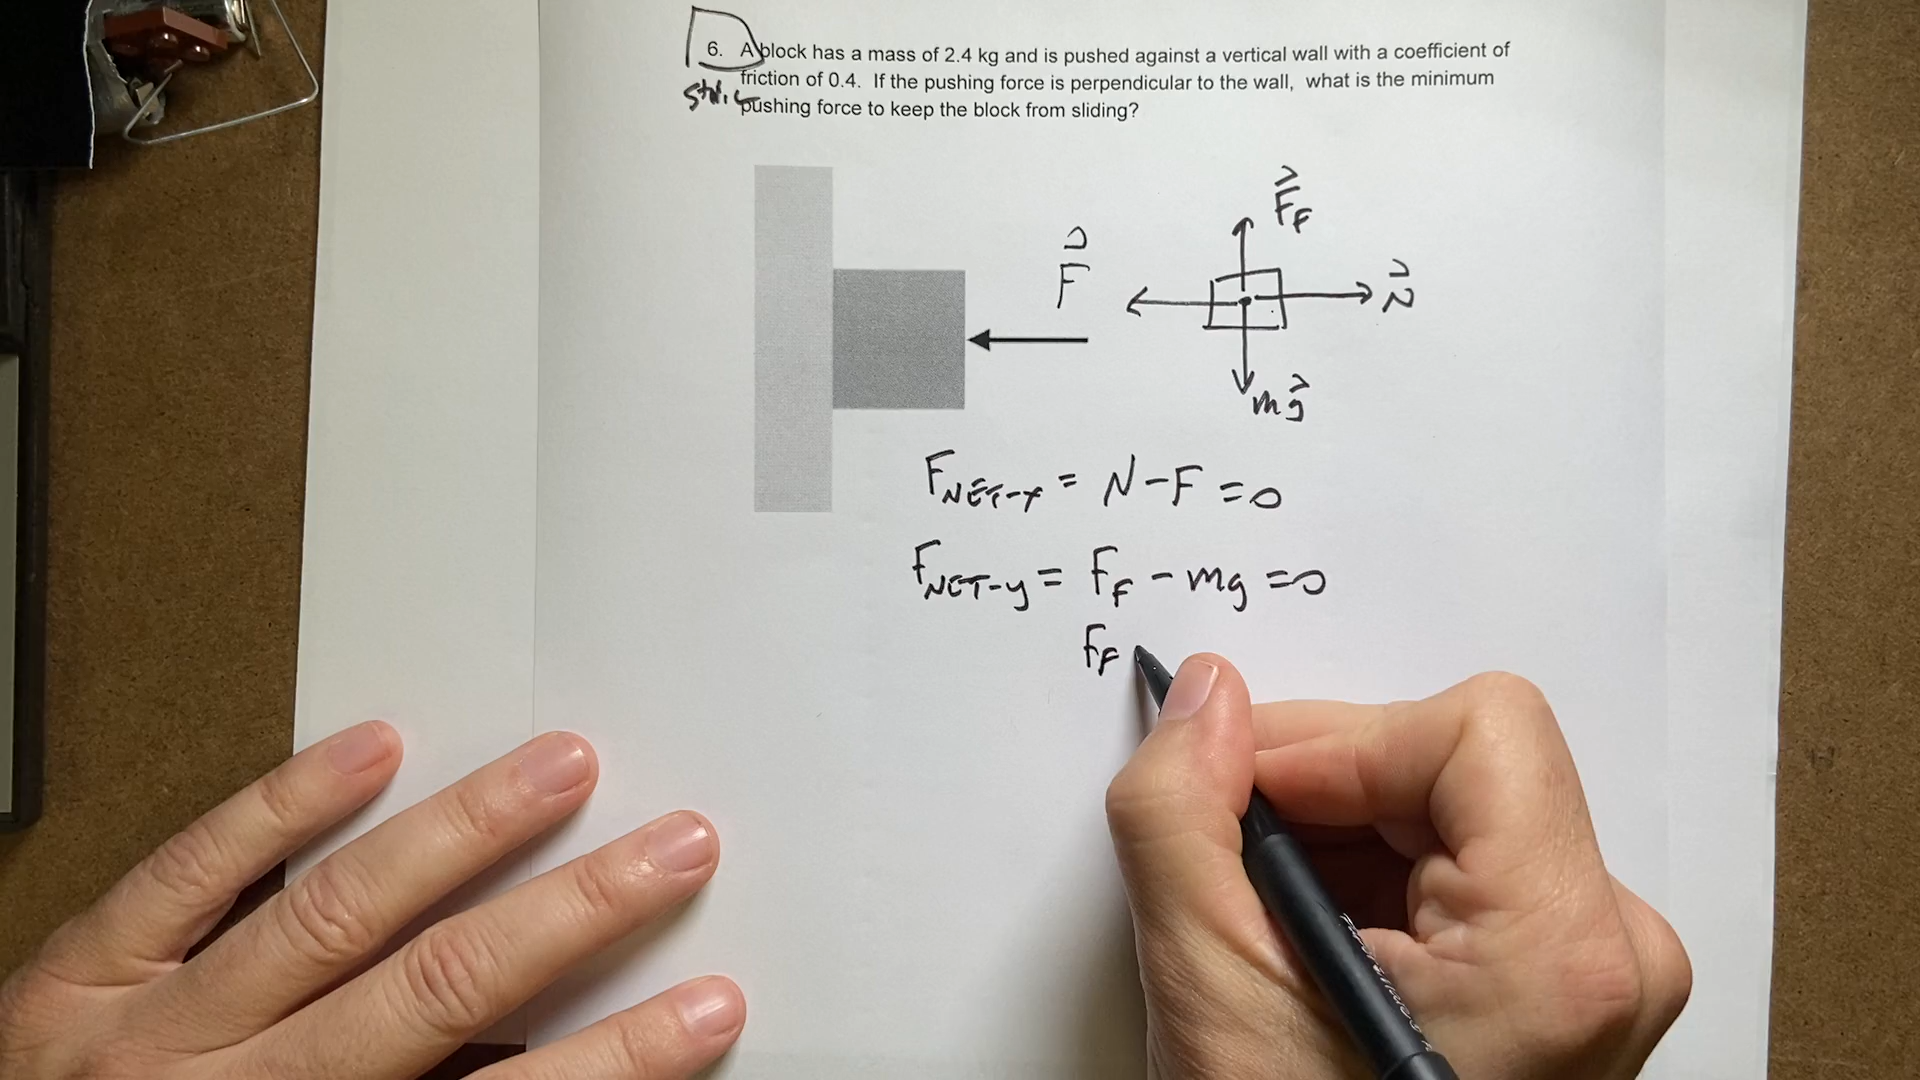 6. A block has a mass of 2.4 kg and is pushed against a vertical wall with a coefficient of
friction of 0.4. If the pushing force is perpendicular to the wall, what is the minimum
pushing force to keep the block from sliding?
static
F
F_F
N
mg
F_NET-x = N - F = 0
F_NET-y = F_F - mg = 0
F_F